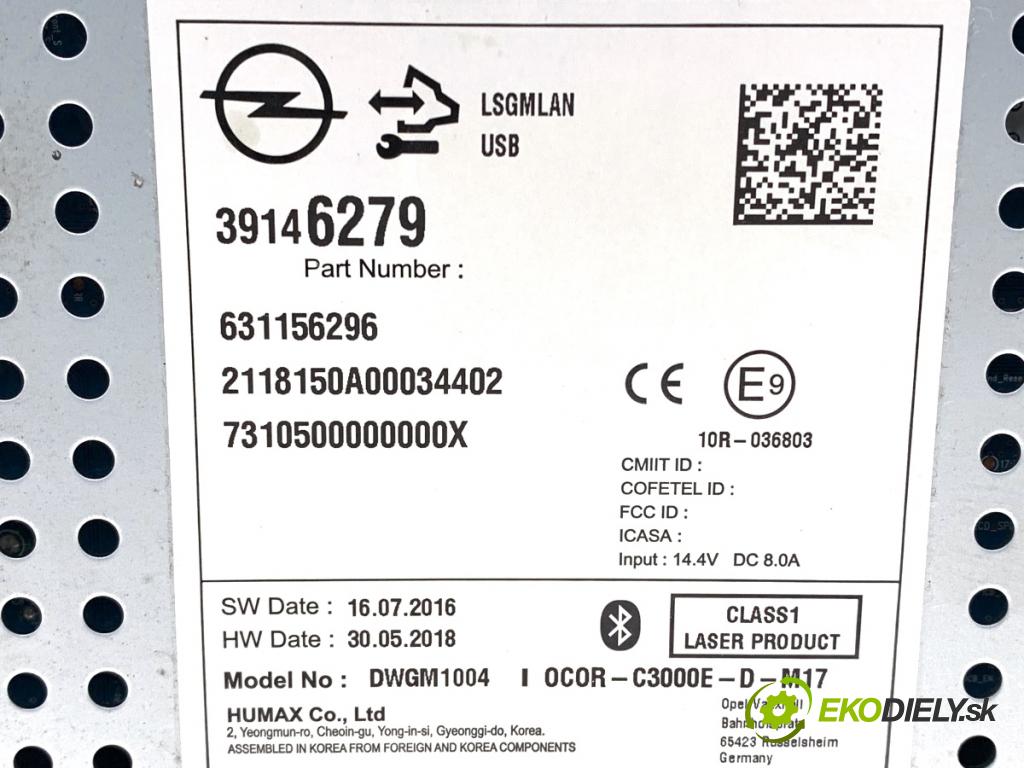 LSGMLAN
USB
39146279
Part Number :
631156296
2118150A00034402
7310500000000X
CE E9
10R-036803
CMIIT ID :
COFETEL ID :
FCC ID :
ICASA :
Input : 14.4V DC 8.0A
SW Date : 16.07.2016
HW Date : 30.05.2018
CLASS1
LASER PRODUCT
Model No : DWGM1004 I OCOR-C3000E-D-M17
HUMAX Co., Ltd
2, Yeongmun-ro, Cheoin-gu, Yong-in-si, Gyeonggi-do, Korea.
ASSEMBLED IN KOREA FROM FOREIGN AND KOREA COMPONENTS
Opel
65423 Rüsselsheim
Germany
EKODIELY.sk